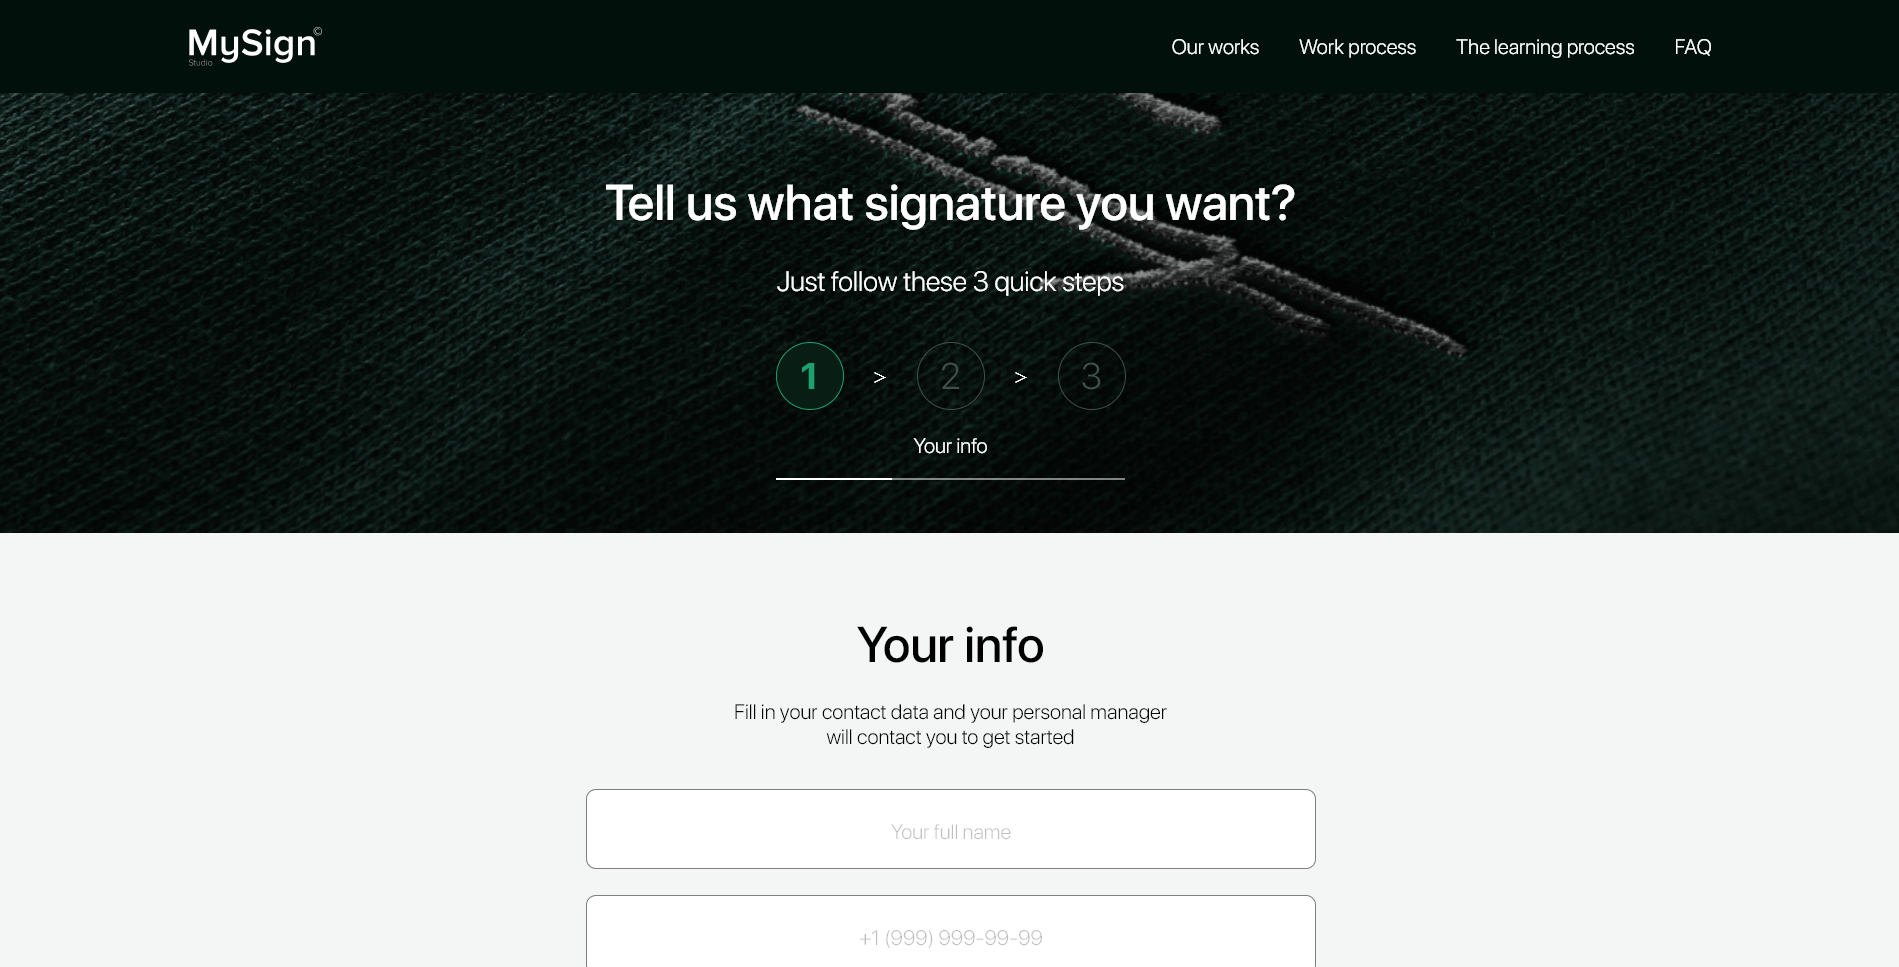 MySign©
Studio
Our works
Work process
The learning process
FAQ
Tell us what signature you want?
Just follow these 3 quick steps
1 > 2 > 3
Your info
Your info
Fill in your contact data and your personal manager
will contact you to get started
Your full name
+1 (999) 999-99-99